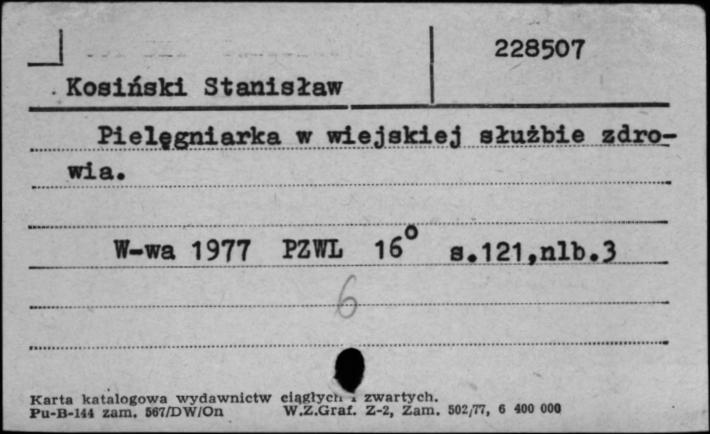 228507
Kosiński Stanisław
Pielęgniarka w wiejskiej służbie zdro-
wia.
W-wa 1977 PZWL 16° s.121,nlb.3
6
Karta katalogowa wydawnictw ciągłych i zwartych.
Pu-B-144 zam. 567/DW/On W.Z.Graf. Z-2, Zam. 502/77, 6 400 000